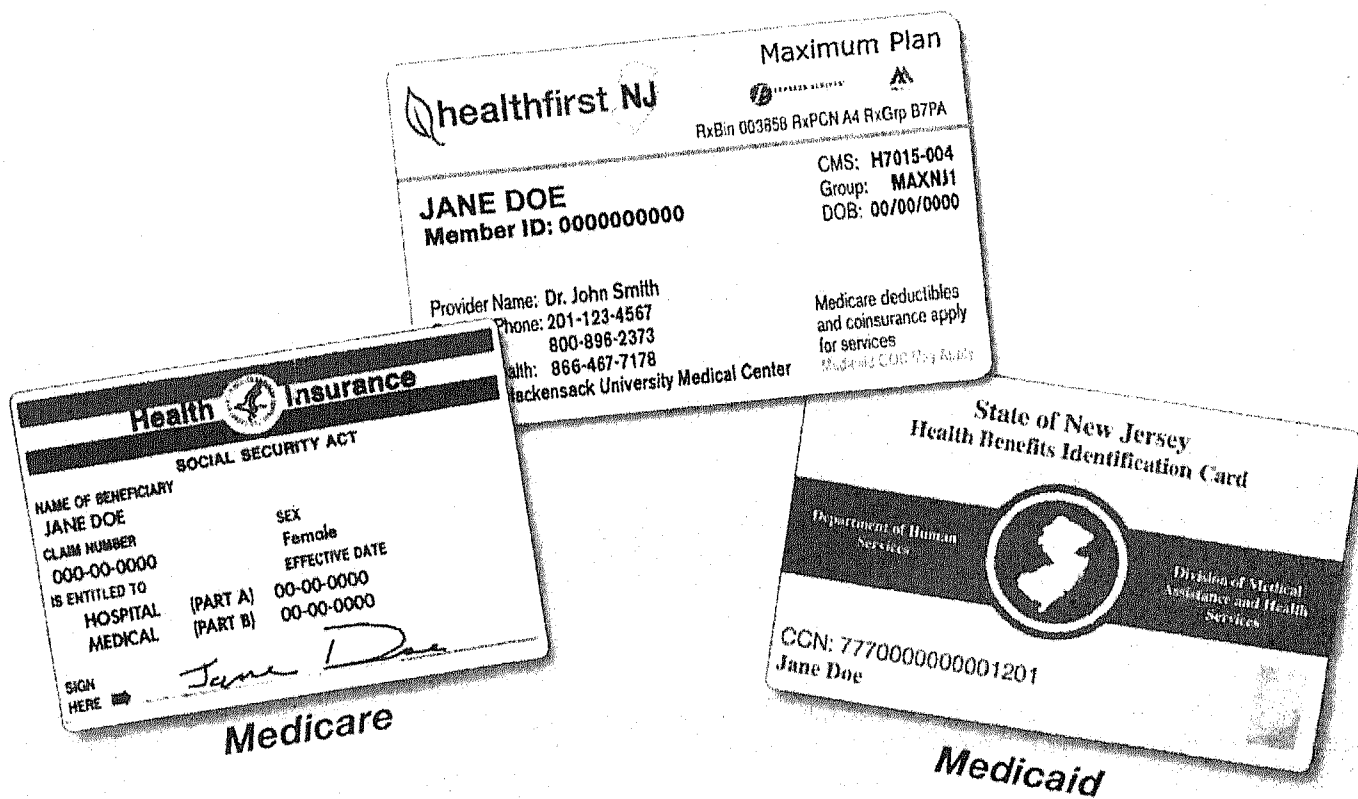 healthfirst NJ
Maximum Plan
RxBin 003858 RxPCN A4 RxGrp B7PA
JANE DOE
Member ID: 0000000000
CMS: H7015-004
Group: MAXNJ1
DOB: 00/00/0000
Provider Name: Dr. John Smith
Phone: 201-123-4567
800-896-2373
alth: 866-467-7178
Hackensack University Medical Center
Medicare deductibles
and coinsurance apply
for services
Health Insurance
SOCIAL SECURITY ACT
NAME OF BENEFICIARY
JANE DOE
CLAIM NUMBER
SEX
000-00-0000
Female
IS ENTITLED TO
EFFECTIVE DATE
HOSPITAL (PART A) 00-00-0000
MEDICAL (PART B) 00-00-0000
SIGN
HERE Jane Doe
Medicare
State of New Jersey
Health Benefits Identification Card
Department of Human
Services
Division of Medical
Assistance and Health
Services
CCN: 7770000000001201
Jane Doe
Medicaid